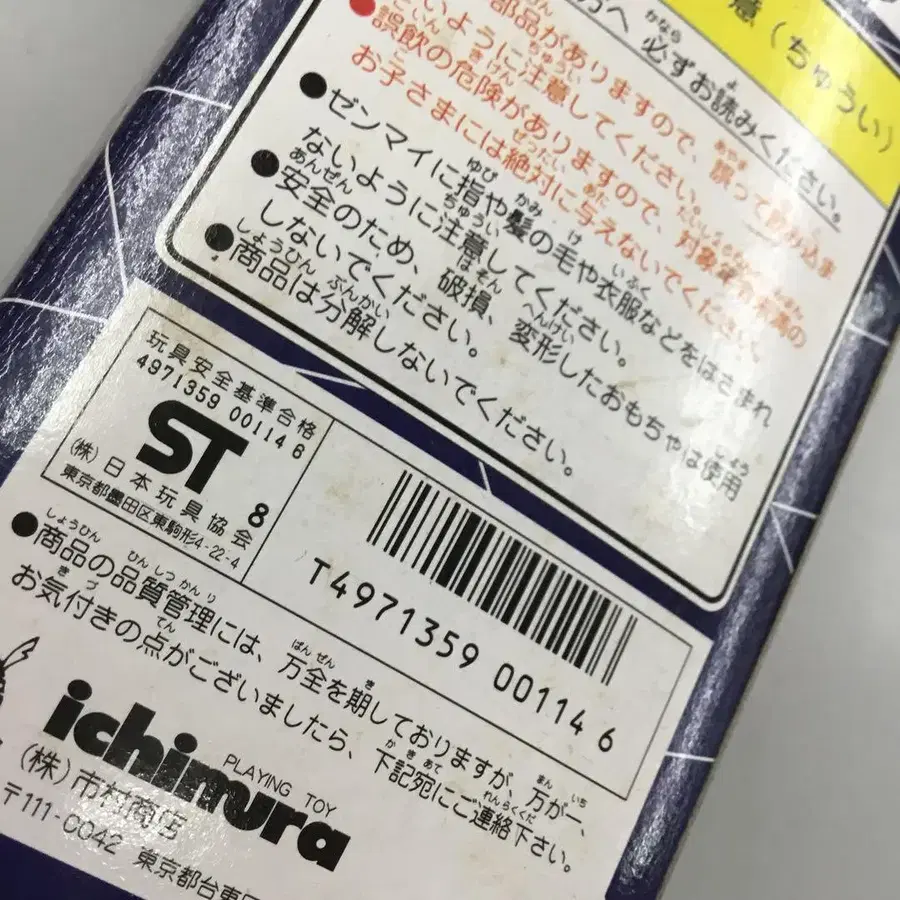 意（ちゅうい）
方へ 必ずお読みください。
部品がありますので、誤って飲み込ま
ないように注意してください。
誤飲の危険がありますので、対象
お子さまには絶対に与えないでください。
●ゼンマイに指や髪の毛や衣服などをはさまれ
ないように注意してください。
●安全のため、破損、変形したおもちゃは使用
しないでください。
●商品は分解しないでください。
玩具安全基準合格
4971359 00114 6
ST
8
(株)日本玩具協会
東京都墨田区東駒形4-22-4
T4971359 00114 6
●商品の品質管理には、万全を期しておりますが、万が一、
お気付きの点がございましたら、下記宛にご連絡下さい。
ichimura
PLAYING TOY
(株)市村商店
〒111-0042 東京都台東区